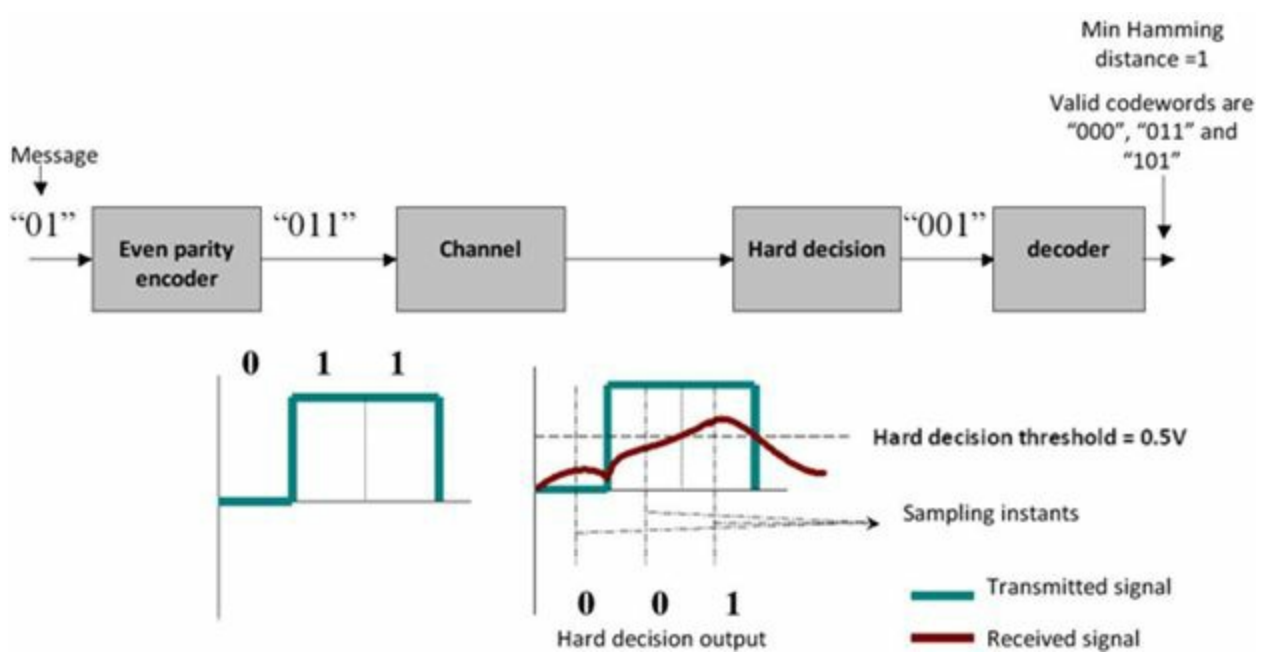 Min Hamming
distance =1
Valid codewords are
“000”, “011” and
“101”
Message
“01”
Even parity
encoder
“011”
Channel
Hard decision
“001”
decoder
0 1 1
Hard decision threshold = 0.5V
Sampling instants
0 0 1
Hard decision output
Transmitted signal
Received signal